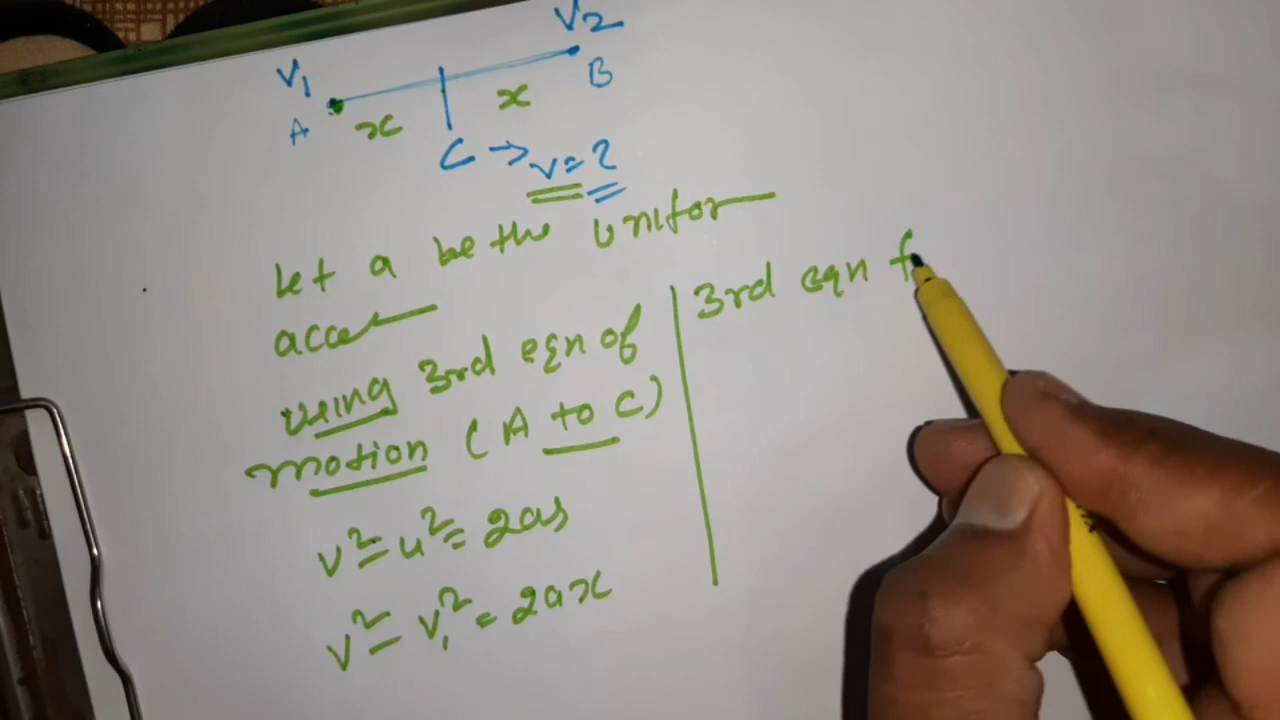 V1 V2
A x x B
C → v = ?
Let a be the unifor
acce
using 3rd eqn of
motion (A to C)
v² - u² = 2as
v² - v₁² = 2ax
3rd eqn f